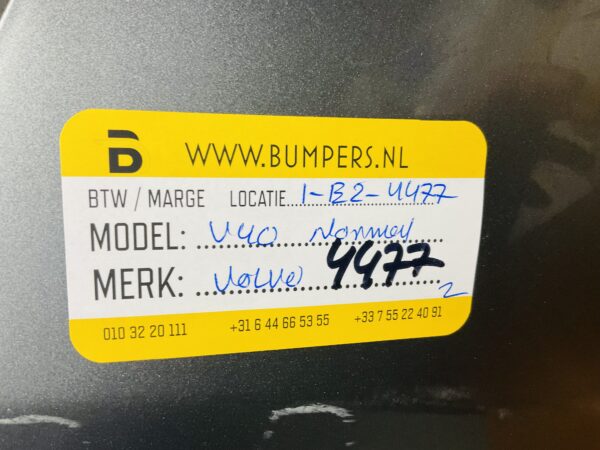 WWW.BUMPERS.NL
BTW / MARGE LOCATIE 1-B2-4477
MODEL: V40 Normal
MERK: Volvo 4477
2
010 32 20 111 +31 6 44 66 53 55 +33 7 55 22 40 91